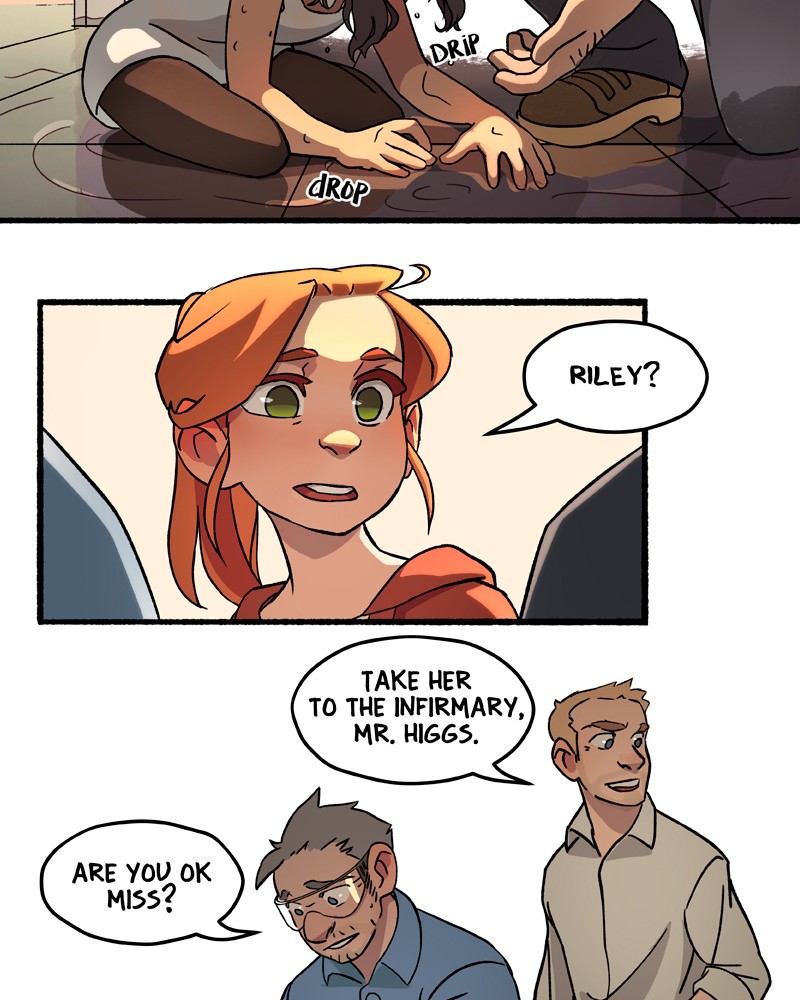 DRIP
dROP
RILEY?
TAKE HER
TO THE INFIRMARY,
MR. HIGGS.
ARE YOU OK
MISS?